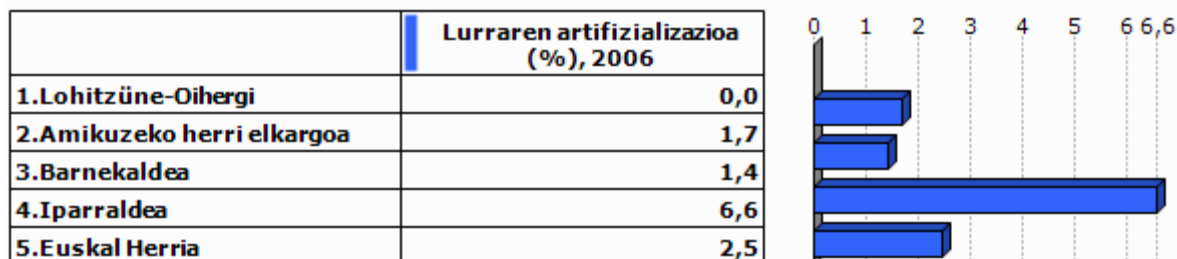 Lurraren artifizializazioa
(%), 2006
1.Lohitzüne-Oihergi 0,0
2.Amikuzeko herri elkargoa 1,7
3.Barnekaldea 1,4
4.Iparraldea 6,6
5.Euskal Herria 2,5
0 1 2 3 4 5 6 6,6